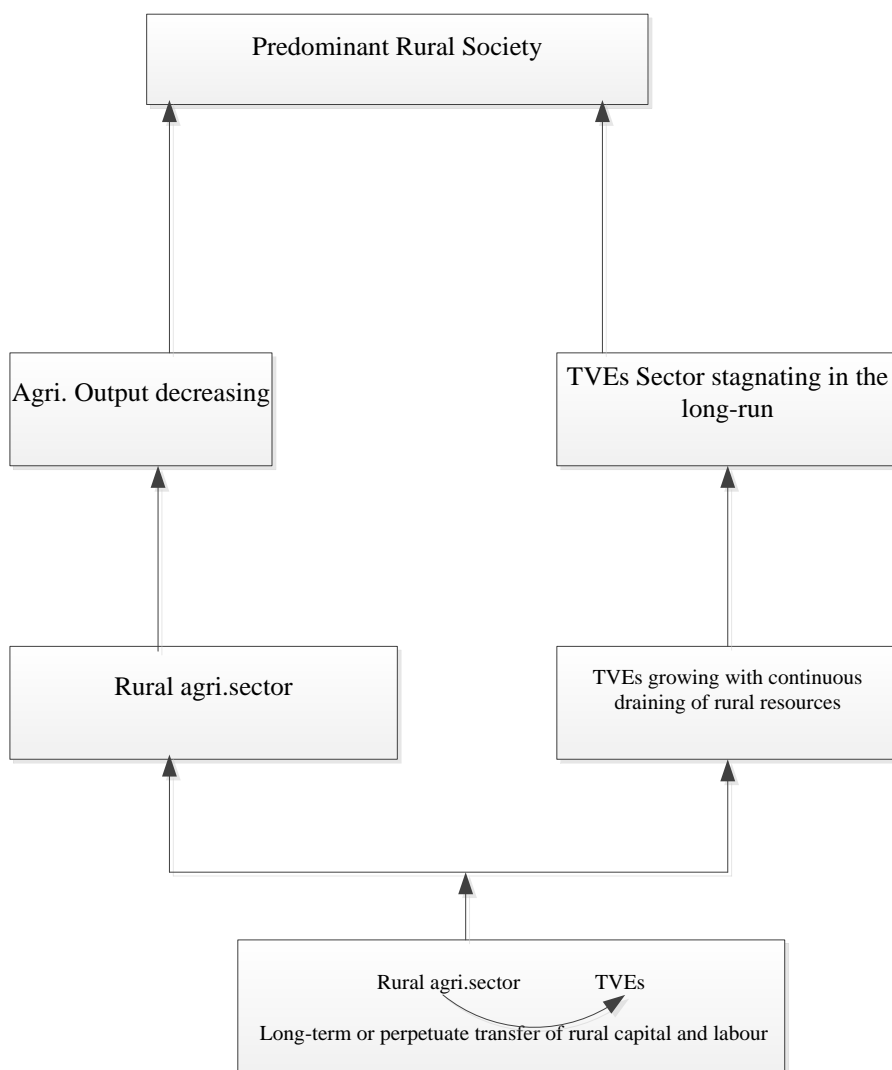 Predominant Rural Society
Agri. Output decreasing
TVEs Sector stagnating in the
long-run
Rural agri.sector
TVEs growing with continuous
draining of rural resources
Rural agri.sector
TVEs
Long-term or perpetuate transfer of rural capital and labour